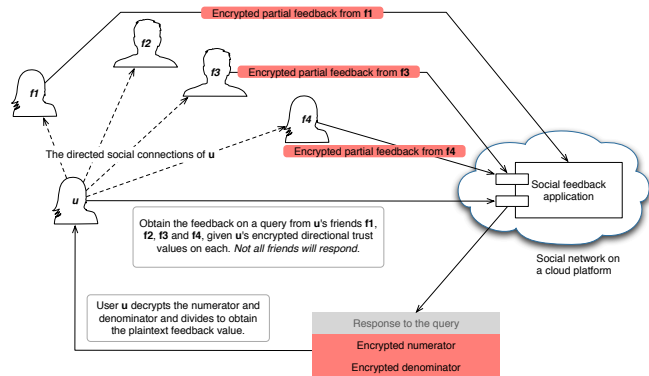 Encrypted partial feedback from f1
f2
f3
Encrypted partial feedback from f3
f1
f4
Encrypted partial feedback from f4
The directed social connections of u
u
Social feedback
application
Obtain the feedback on a query from u's friends f1,
f2, f3 and f4, given u's encrypted directional trust
values on each. Not all friends will respond.
Social network on
a cloud platform
User u decrypts the numerator and
denominator and divides to obtain
the plaintext feedback value.
Response to the query
Encrypted numerator
Encrypted denominator